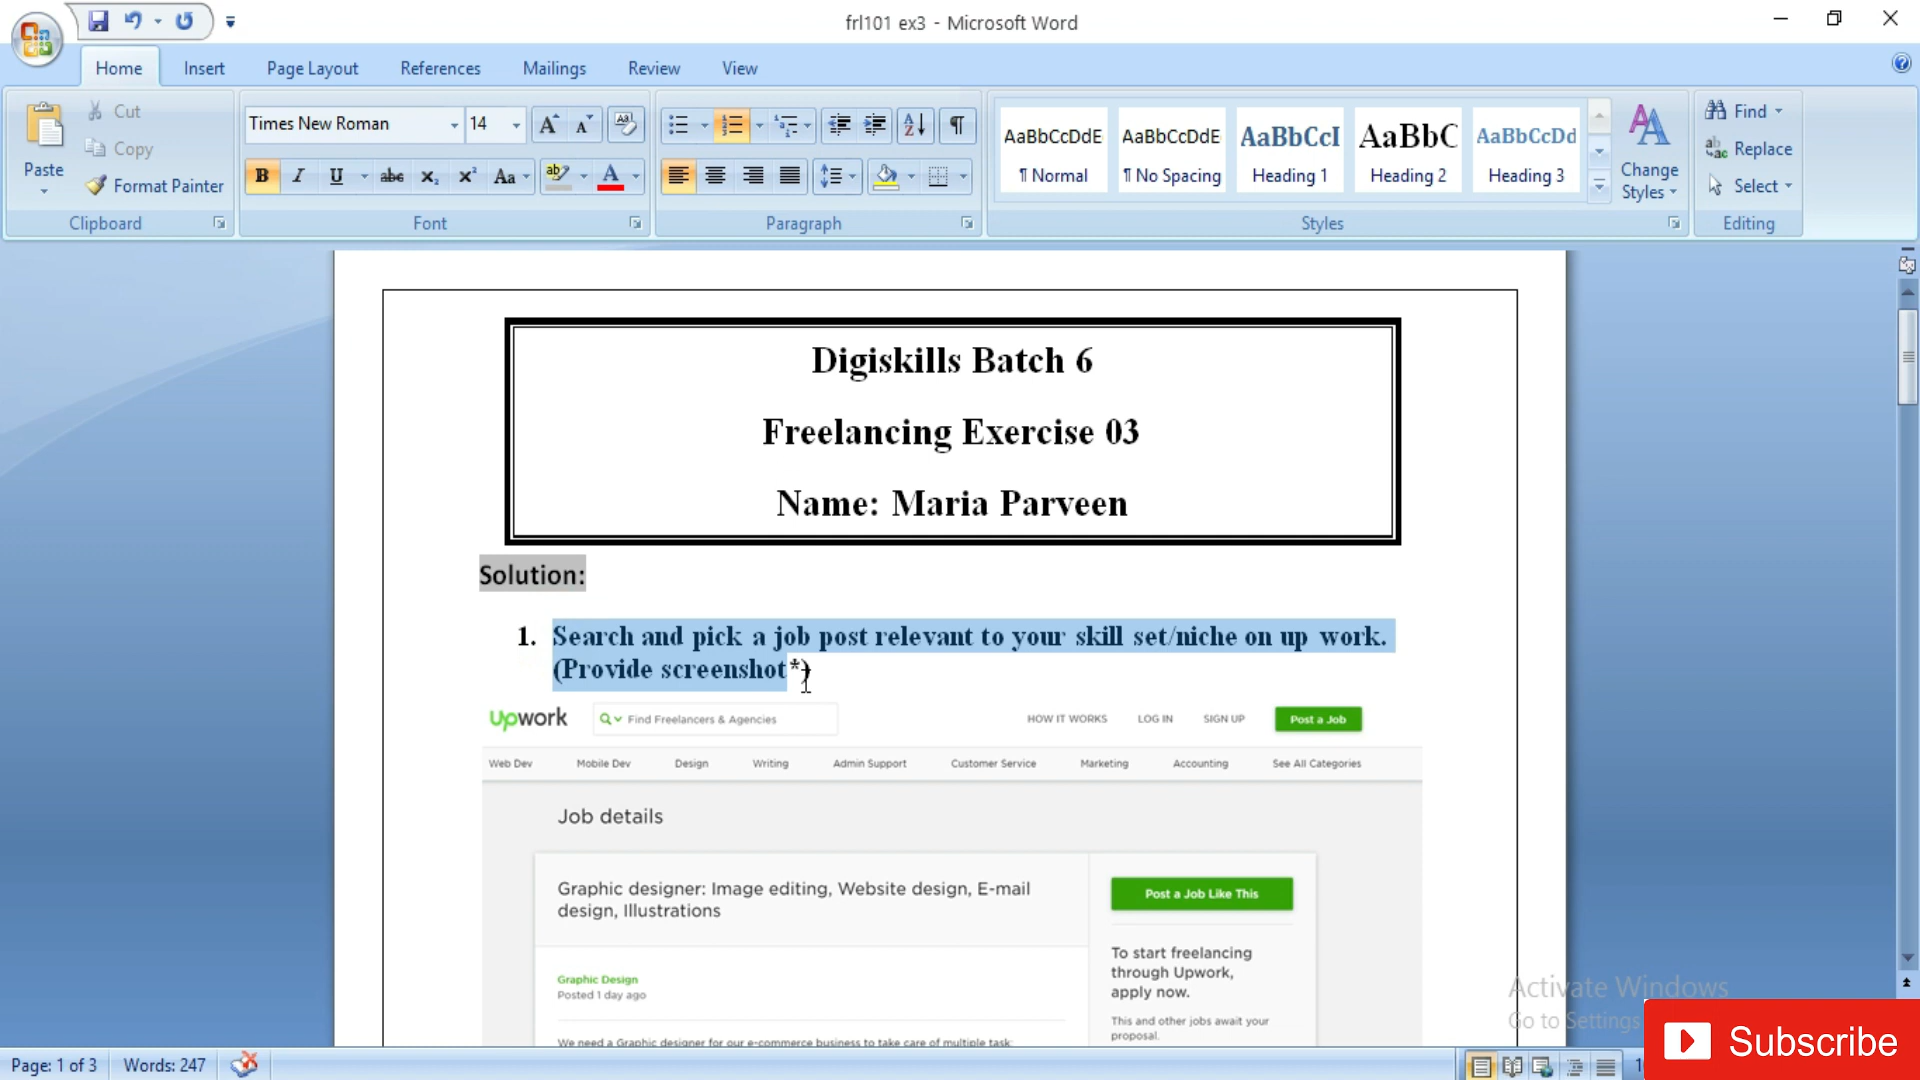 frl101 ex3 - Microsoft Word
Home Insert Page Layout References Mailings Review View
Paste
Cut
Copy
Format Painter
Clipboard
Times New Roman 14
Font
Paragraph
AaBbCcDdE AaBbCcDdE AaBbCcI AaBbC AaBbCcDd
¶ Normal ¶ No Spacing Heading 1 Heading 2 Heading 3
Change
Styles
Styles
Find
Replace
Select
Editing
Digiskills Batch 6
Freelancing Exercise 03
Name: Maria Parveen
Solution:
1. Search and pick a job post relevant to your skill set/niche on up work.
(Provide screenshot*)
Upwork Find Freelancers & Agencies HOW IT WORKS LOG IN SIGN UP Post a Job
Web Dev Mobile Dev Design Writing Admin Support Customer Service Marketing Accounting See All Categories
Job details
Graphic designer: Image editing, Website design, E-mail
design, Illustrations
Graphic Design
Posted 1 day ago
We need a Graphic designer for our e-commerce business to take care of multiple task:
Post a Job Like This
To start freelancing
through Upwork,
apply now.
This and other jobs await your
proposal.
Activate Windows
Go to Settings
Subscribe
Page: 1 of 3 Words: 247